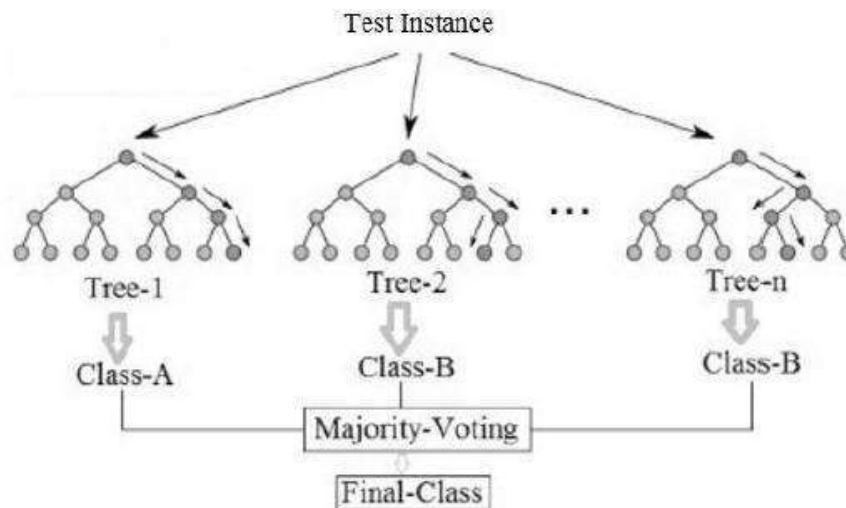 Test Instance
...
Tree-1 Tree-2 Tree-n
Class-A Class-B Class-B
Majority-Voting
Final-Class